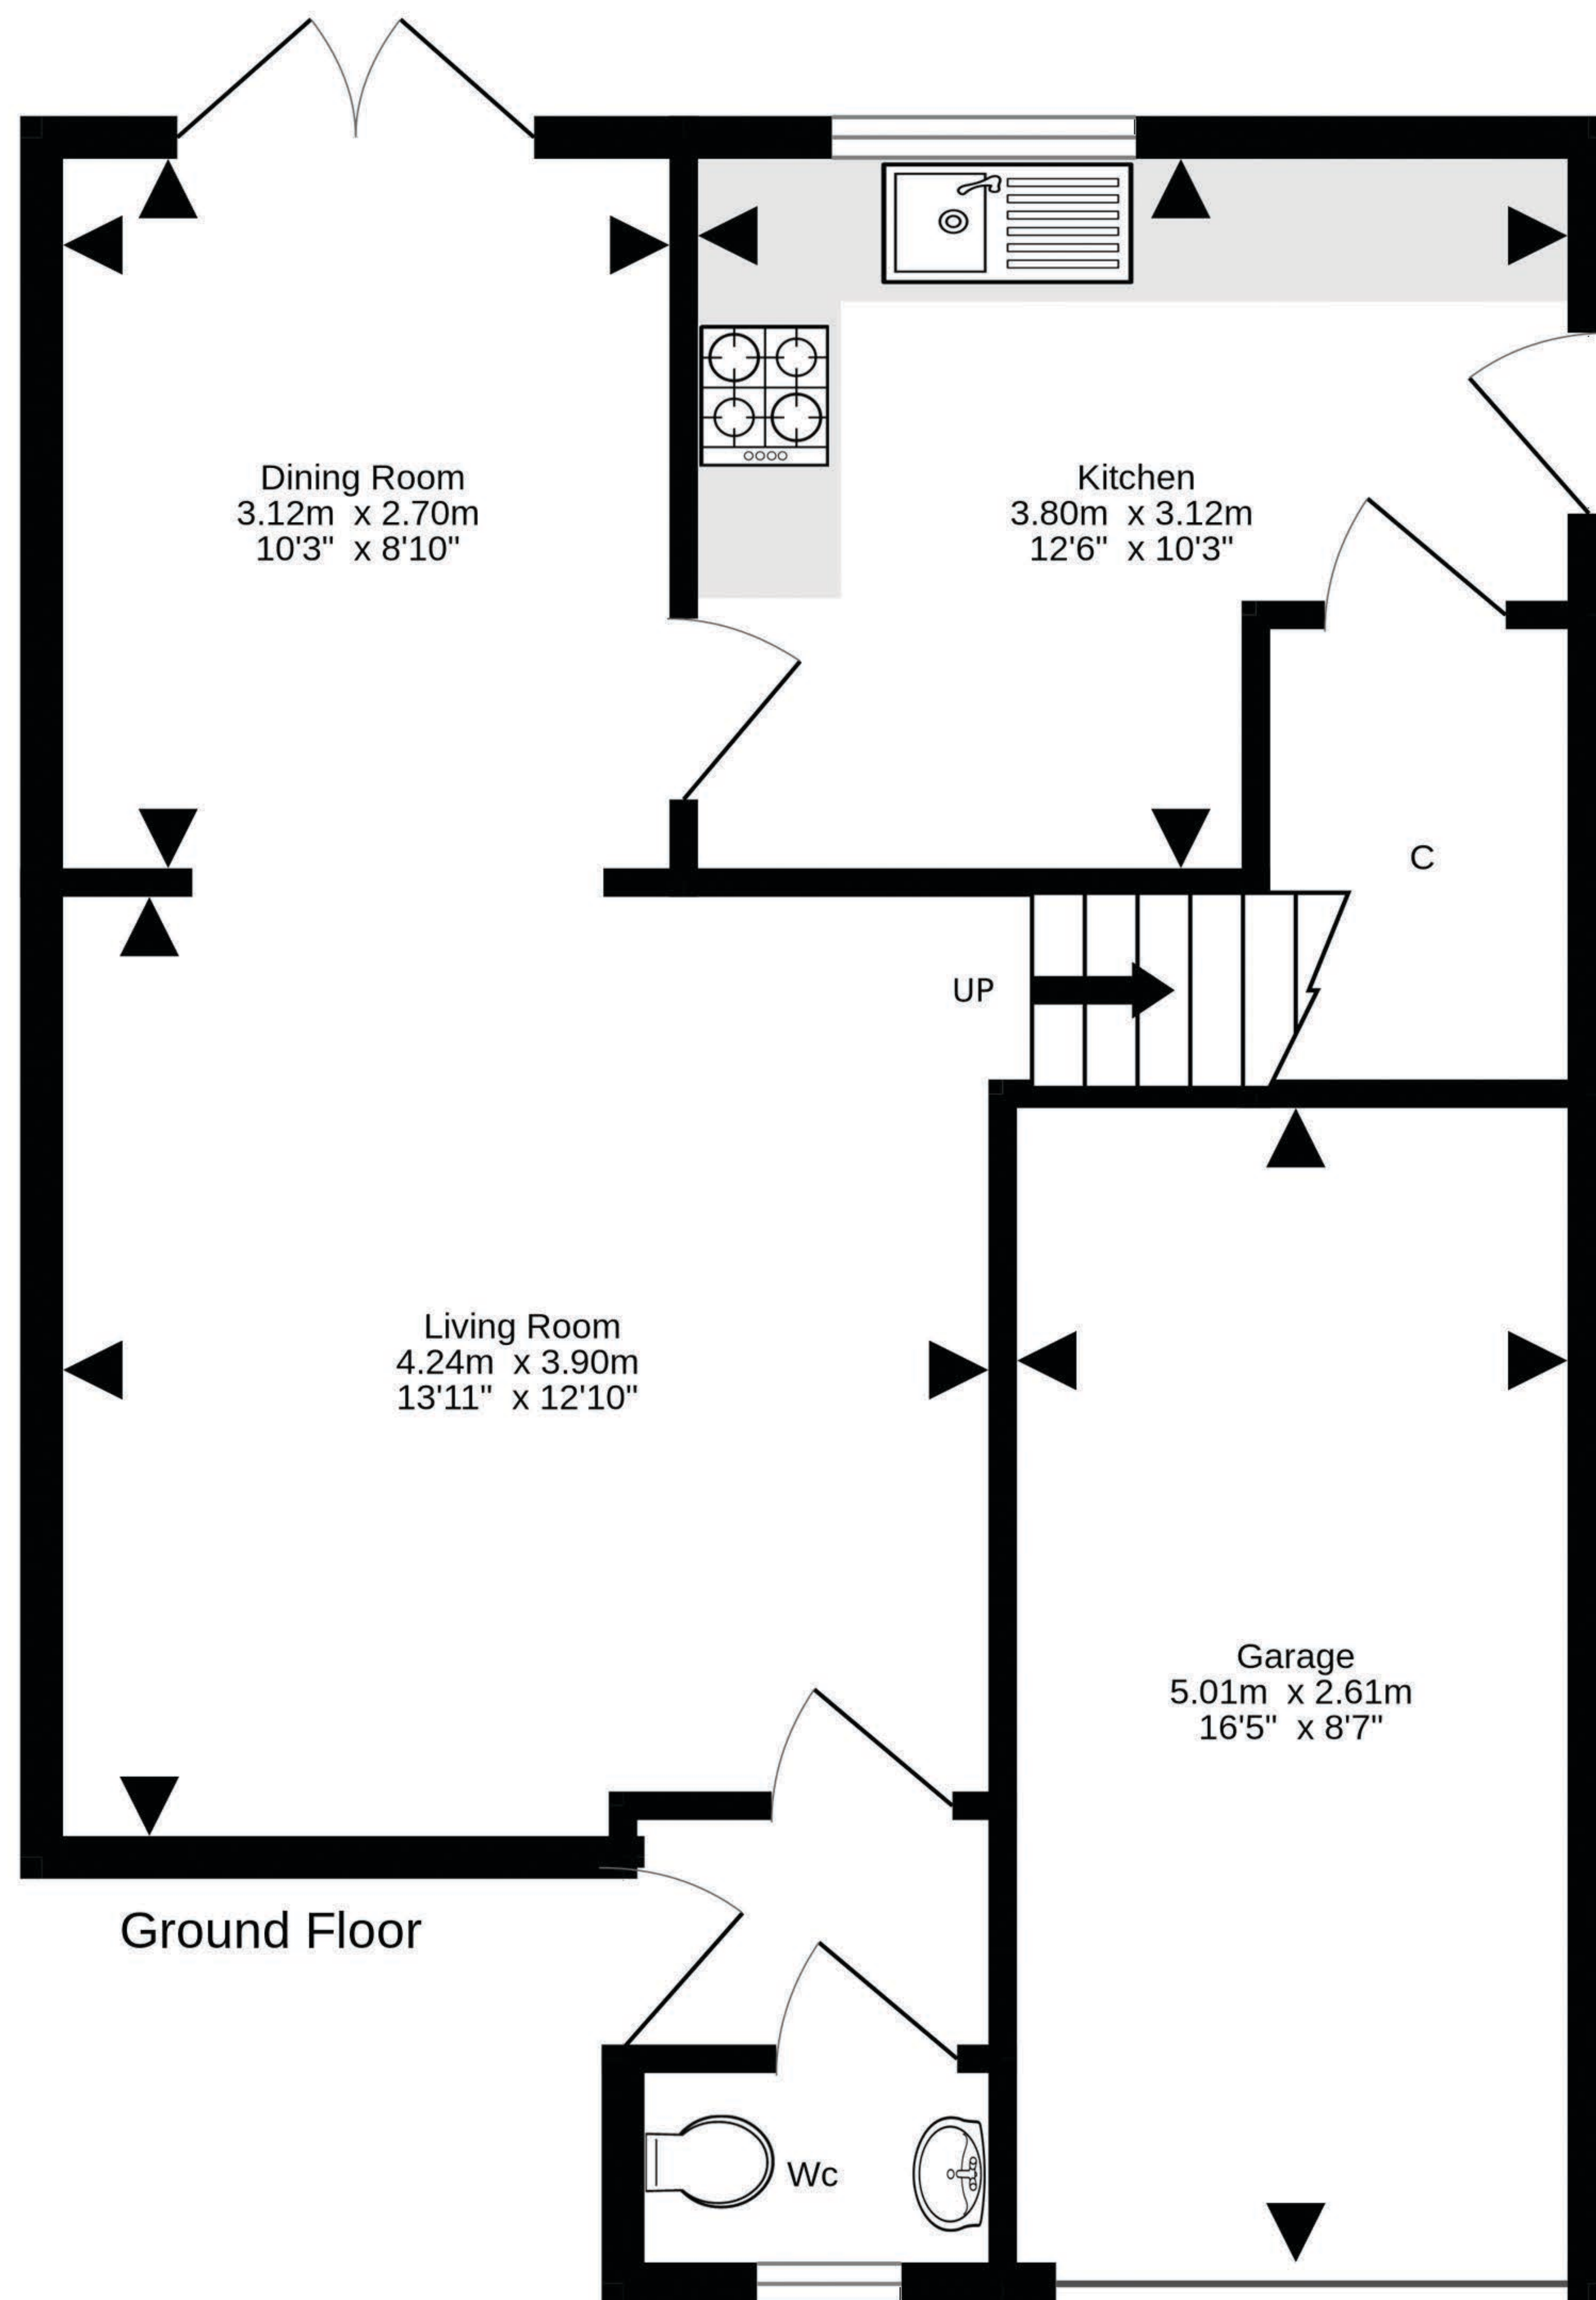 Dining Room
3.12m x 2.70m
10'3" x 8'10"
Kitchen
3.80m x 3.12m
12'6" x 10'3"
C
UP
Living Room
4.24m x 3.90m
13'11" x 12'10"
Garage
5.01m x 2.61m
16'5" x 8'7"
Ground Floor
Wc